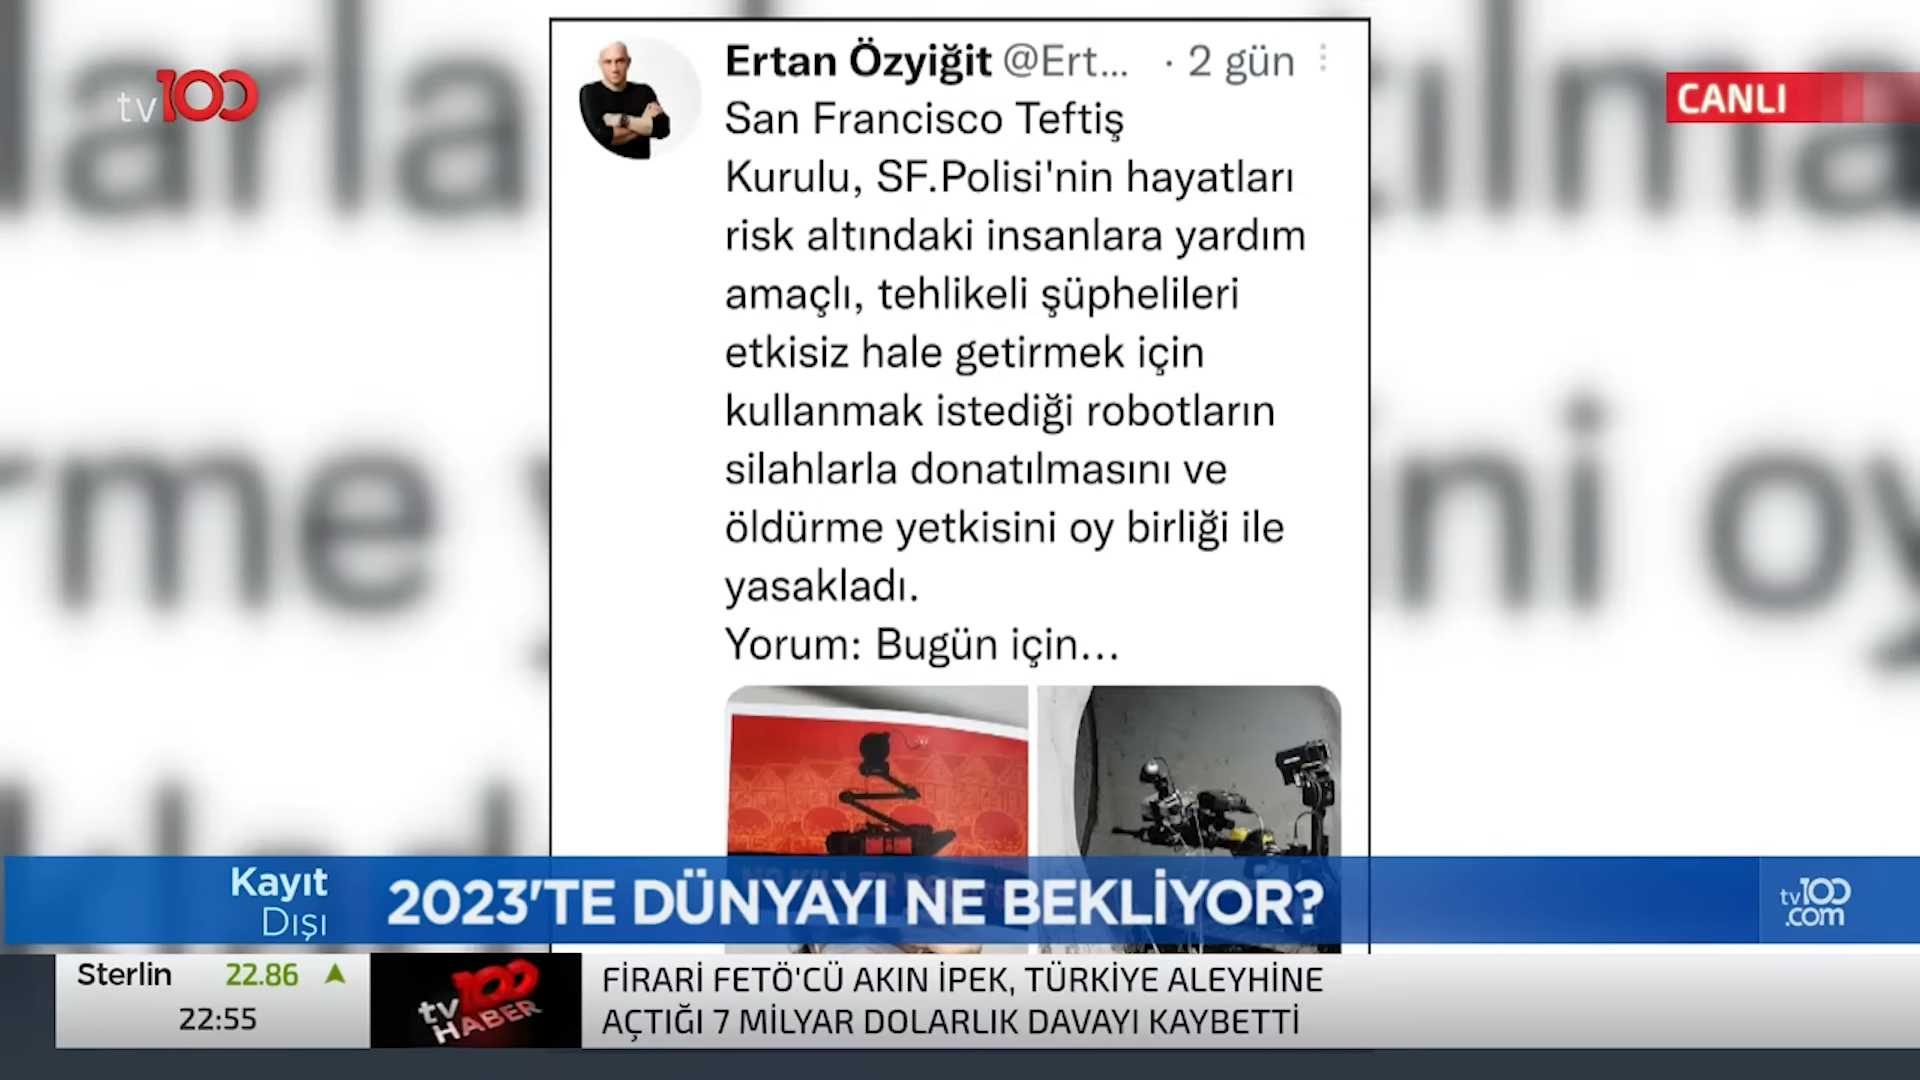 tv100
CANLI
Ertan Özyiğit @Ert... · 2 gün
San Francisco Teftiş
Kurulu, SF.Polisi'nin hayatları
risk altındaki insanlara yardım
amaçlı, tehlikeli şüphelileri
etkisiz hale getirmek için
kullanmak istediği robotların
silahlarla donatılmasını ve
öldürme yetkisini oy birliği ile
yasakladı.
Yorum: Bugün için...
Kayıt
Dışı
2023'TE DÜNYAYI NE BEKLİYOR?
tv100
.com
Sterlin 22.86
22:55
tv100
HABER
FİRARİ FETÖ'CÜ AKIN İPEK, TÜRKİYE ALEYHİNE
AÇTIĞI 7 MİLYAR DOLARLIK DAVAYI KAYBETTİ